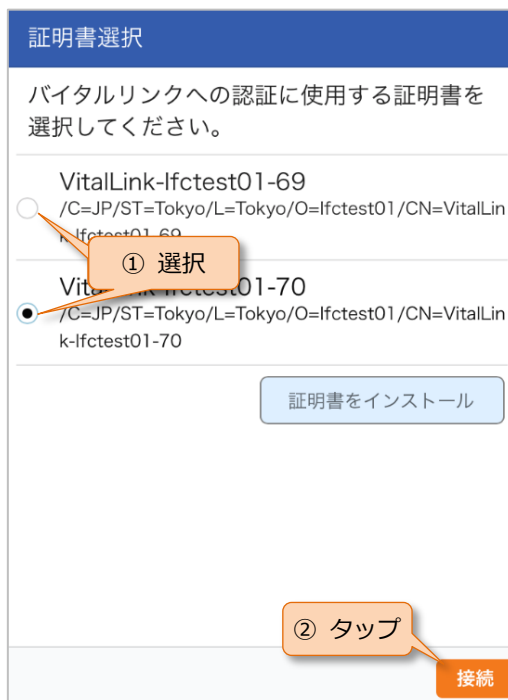 証明書選択
バイタルリンクへの認証に使用する証明書を
選択してください。
VitalLink-lfctest01-69
/C=JP/ST=Tokyo/L=Tokyo/O=lfctest01/CN=VitalLin
k-lfctest01-69
① 選択
VitalLink-lfctest01-70
/C=JP/ST=Tokyo/L=Tokyo/O=lfctest01/CN=VitalLin
k-lfctest01-70
証明書をインストール
② タップ
接続